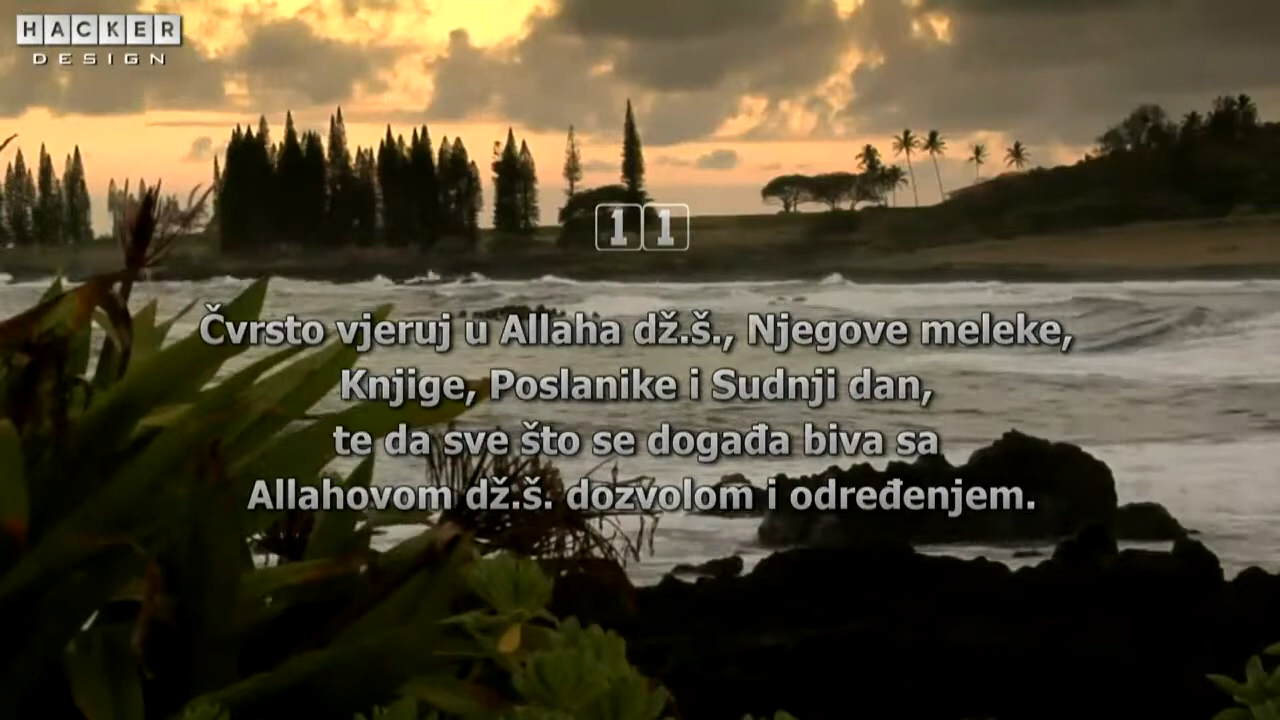 HACKER
DESIGN
11
Čvrsto vjeruj u Allaha dž.š., Njegove meleke,
Knjige, Poslanike i Sudnji dan,
te da sve što se događa biva sa
Allahovom dž.š. dozvolom i određenjem.